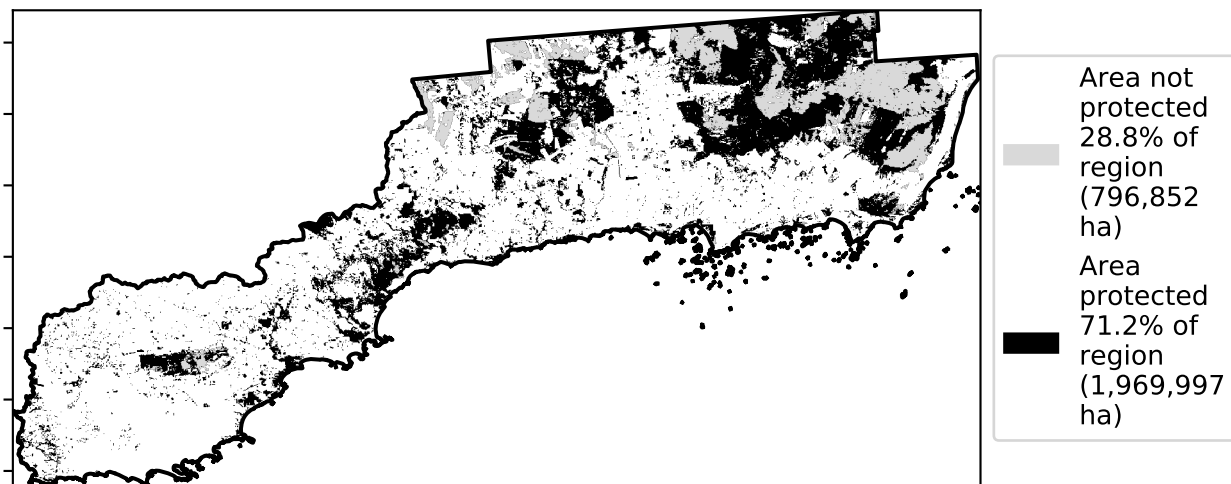 Area not
protected
28.8% of
region
(796,852
ha)
Area
protected
71.2% of
region
(1,969,997
ha)